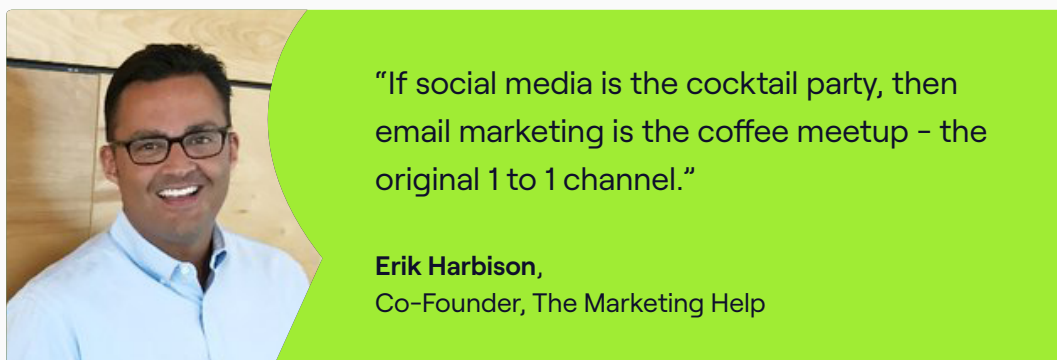 “If social media is the cocktail party, then
email marketing is the coffee meetup - the
original 1 to 1 channel.”
Erik Harbison,
Co-Founder, The Marketing Help